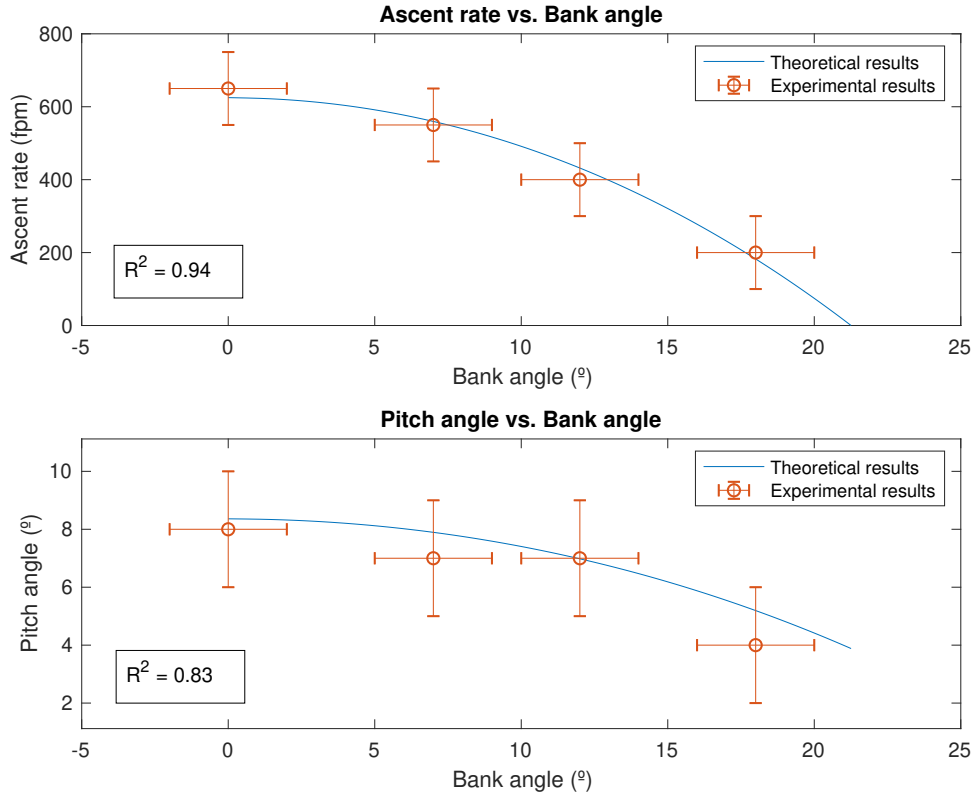 Ascent rate vs. Bank angle
800
600
400
200
0
Ascent rate (fpm)
Theoretical results
Experimental results
R² = 0.94
-5 0 5 10 15 20 25
Bank angle (º)
Pitch angle vs. Bank angle
10
8
6
4
2
Pitch angle (º)
Theoretical results
Experimental results
R² = 0.83
-5 0 5 10 15 20 25
Bank angle (º)